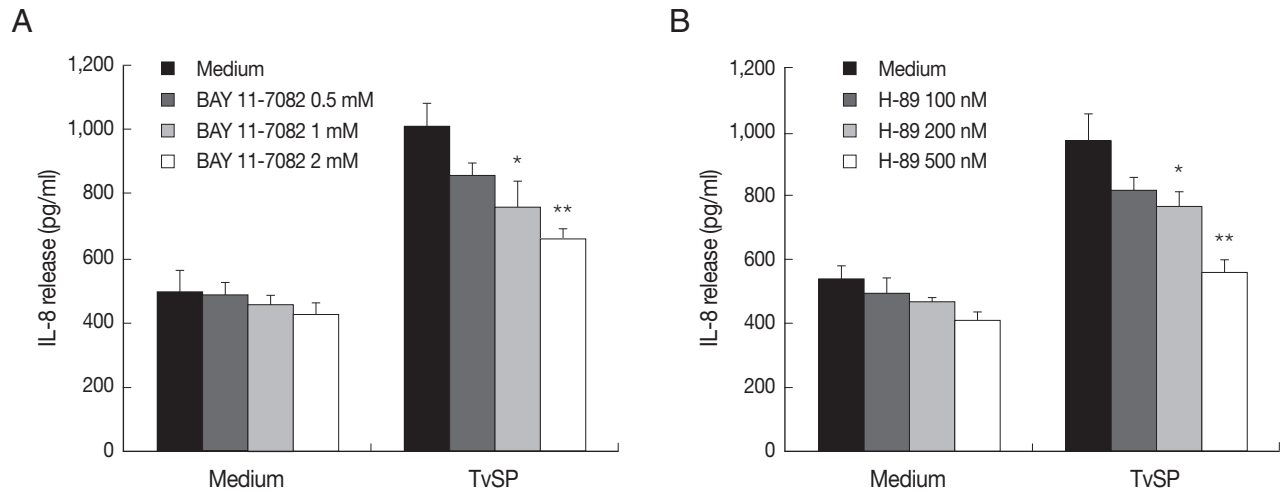 A
1,200
1,000
800
600
400
200
0
IL-8 release (pg/ml)
Medium
BAY 11-7082 0.5 mM
BAY 11-7082 1 mM
BAY 11-7082 2 mM
*
**
Medium
TvSP
B
1,200
1,000
800
600
400
200
0
IL-8 release (pg/ml)
Medium
H-89 100 nM
H-89 200 nM
H-89 500 nM
*
**
Medium
TvSP